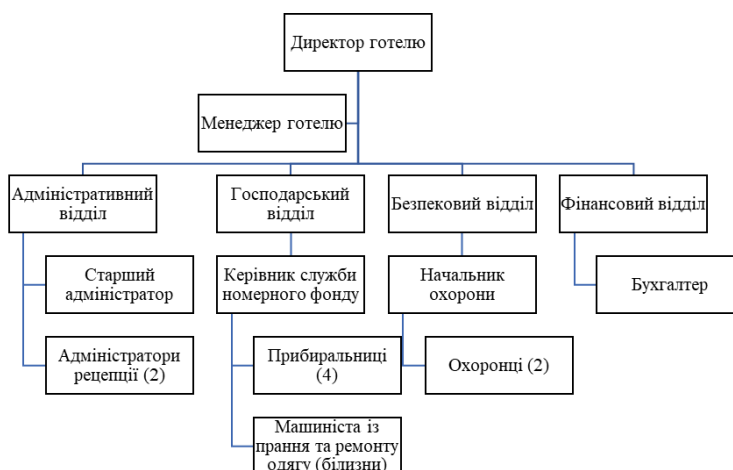 Директор готелю
Менеджер готелю
Адміністративний
відділ
Господарський
відділ
Безпековий відділ
Фінансовий відділ
Старший
адміністратор
Керівник служби
номерного фонду
Начальник
охорони
Бухгалтер
Адміністратори
рецепції (2)
Прибиральниці
(4)
Охоронці (2)
Машиніста із
прання та ремонту
одягу (білизни)